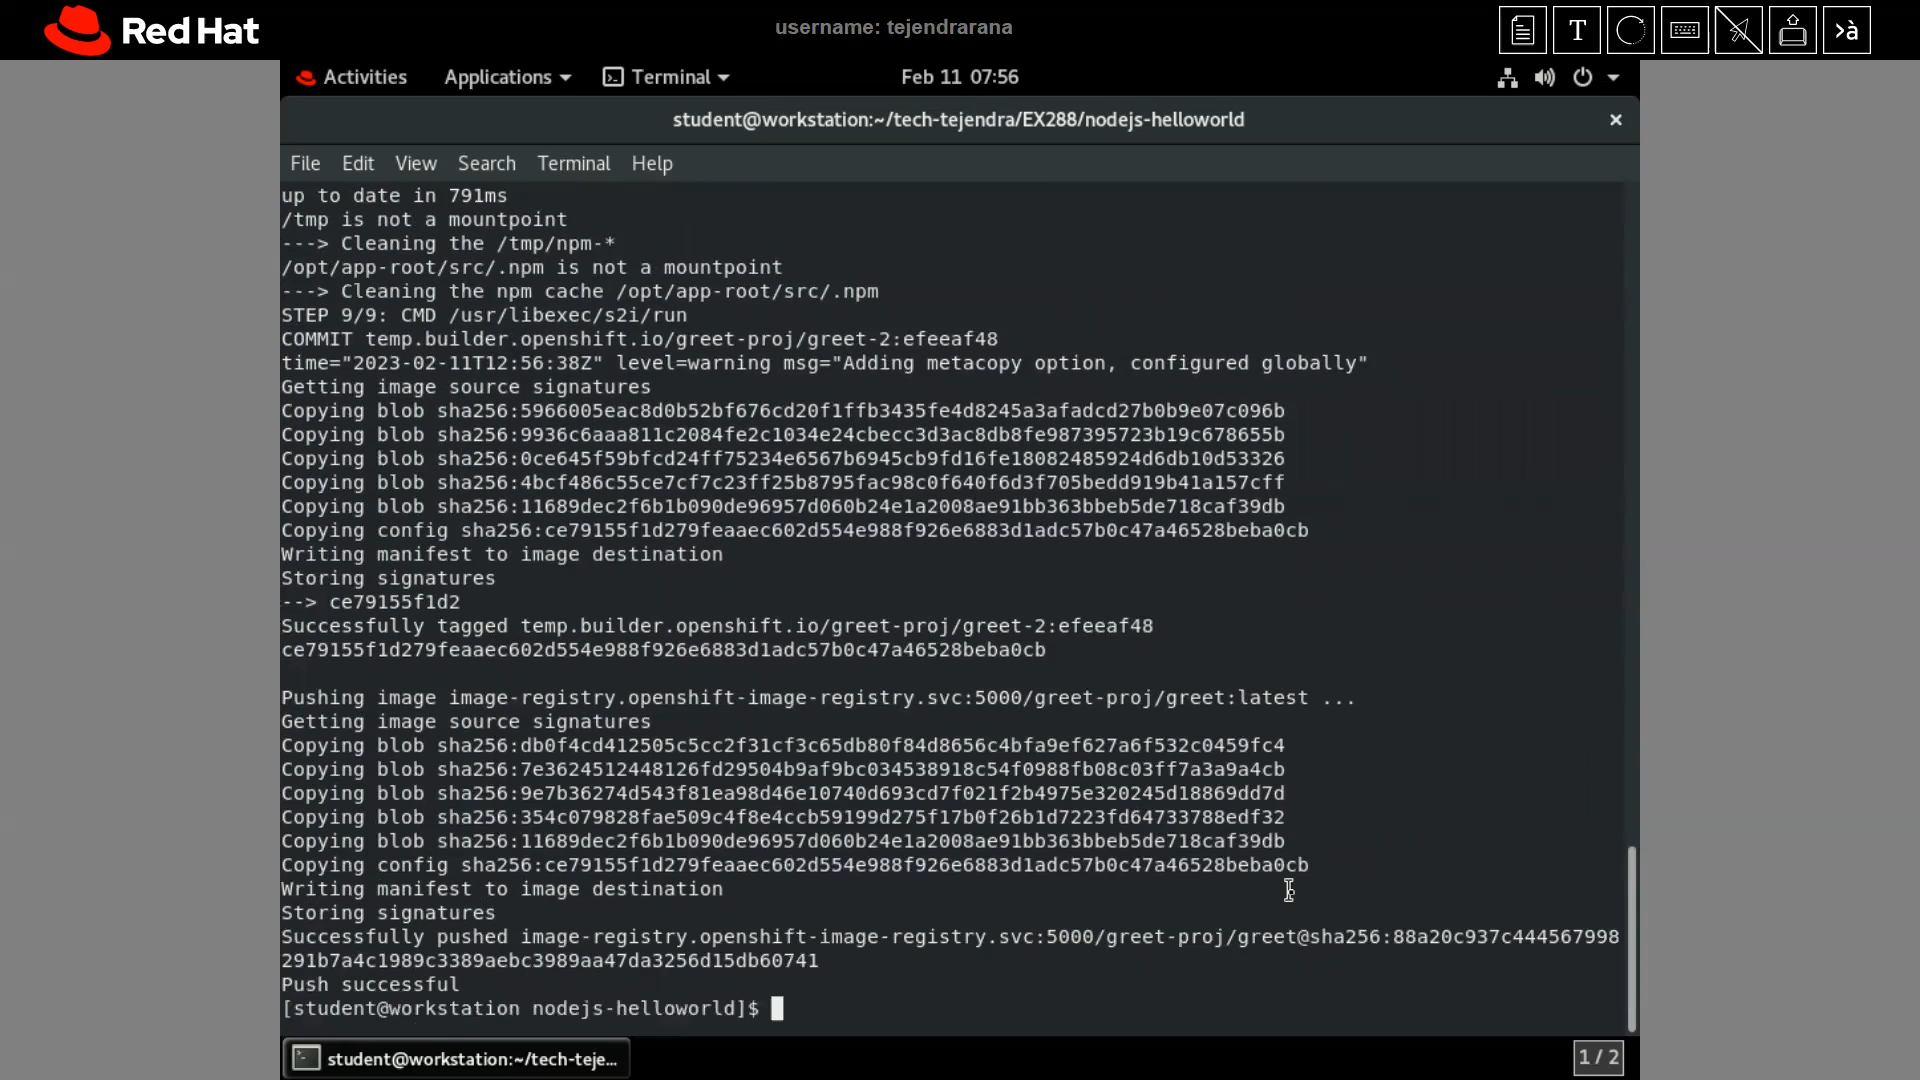 Red Hat
username: tejendrarana
T
>à
Activities
Applications
Terminal
Feb 11 07:56
student@workstation:~/tech-tejendra/EX288/nodejs-helloworld
×
File Edit View Search Terminal Help
up to date in 791ms
/tmp is not a mountpoint
---> Cleaning the /tmp/npm-*
/opt/app-root/src/.npm is not a mountpoint
---> Cleaning the npm cache /opt/app-root/src/.npm
STEP 9/9: CMD /usr/libexec/s2i/run
COMMIT temp.builder.openshift.io/greet-proj/greet-2:efeeaf48
time="2023-02-11T12:56:38Z" level=warning msg="Adding metacopy option, configured globally"
Getting image source signatures
Copying blob sha256:5966005eac8d0b52bf676cd20f1ffb3435fe4d8245a3afadcd27b0b9e07c096b
Copying blob sha256:9936c6aaa811c2084fe2c1034e24cbecc3d3ac8db8fe987395723b19c678655b
Copying blob sha256:0ce645f59bfcd24ff75234e6567b6945cb9fd16fe18082485924d6db10d53326
Copying blob sha256:4bcf486c55ce7cf7c23ff25b8795fac98c0f640f6d3f705bedd919b41a157cff
Copying blob sha256:11689dec2f6b1b090de96957d060b24e1a2008ae91bb363bbeb5de718caf39db
Copying config sha256:ce79155f1d279feaaec602d554e988f926e6883d1adc57b0c47a46528beba0cb
Writing manifest to image destination
Storing signatures
--> ce79155f1d2
Successfully tagged temp.builder.openshift.io/greet-proj/greet-2:efeeaf48
ce79155f1d279feaaec602d554e988f926e6883d1adc57b0c47a46528beba0cb
Pushing image image-registry.openshift-image-registry.svc:5000/greet-proj/greet:latest ...
Getting image source signatures
Copying blob sha256:db0f4cd412505c5cc2f31cf3c65db80f84d8656c4bfa9ef627a6f532c0459fc4
Copying blob sha256:7e3624512448126fd29504b9af9bc034538918c54f0988fb08c03ff7a3a9a4cb
Copying blob sha256:9e7b36274d543f81ea98d46e10740d693cd7f021f2b4975e320245d18869dd7d
Copying blob sha256:354c079828fae509c4f8e4ccb59199d275f17b0f26b1d7223fd64733788edf32
Copying blob sha256:11689dec2f6b1b090de96957d060b24e1a2008ae91bb363bbeb5de718caf39db
Copying config sha256:ce79155f1d279feaaec602d554e988f926e6883d1adc57b0c47a46528beba0cb
Writing manifest to image destination
Storing signatures
Successfully pushed image-registry.openshift-image-registry.svc:5000/greet-proj/greet@sha256:88a20c937c444567998
291b7a4c1989c3389aebc3989aa47da3256d15db60741
Push successful
[student@workstation nodejs-helloworld]$
student@workstation:~/tech-teje...
1 / 2